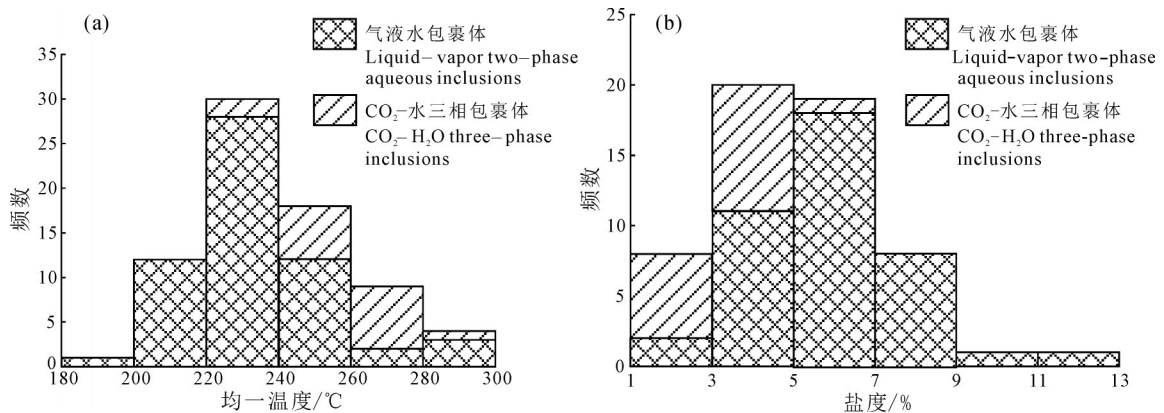 (a)
气液水包裹体
Liquid–vapor two–phase
aqueous inclusions
CO₂–水三相包裹体
CO₂–H₂O three–phase
inclusions
35
30
25
20
15
10
5
0
频数
180 200 220 240 260 280 300
均一温度/℃
(b)
气液水包裹体
Liquid-vapor two-phase
aqueous inclusions
CO₂-水三相包裹体
CO₂-H₂O three-phase
inclusions
25
20
15
10
5
0
频数
1 3 5 7 9 11 13
盐度/%